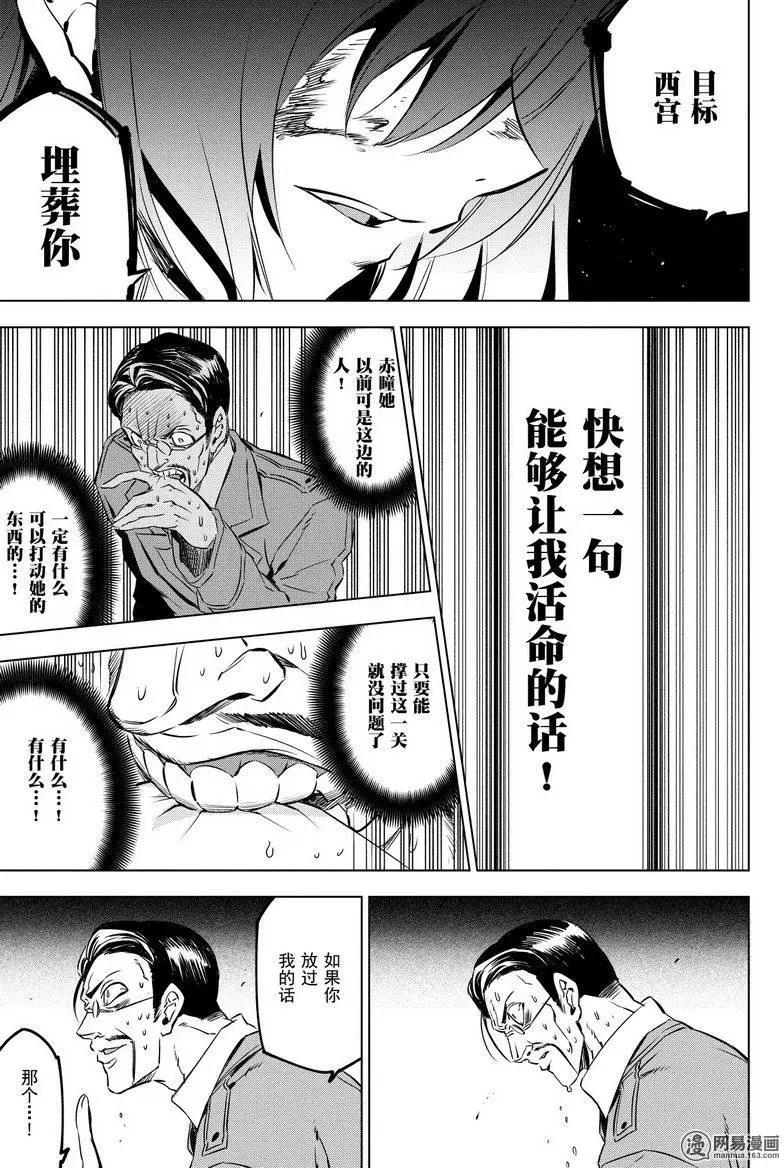 目标
西宫
埋葬你
快想一句
能够让我活命的话！
赤瞳她
以前可是这边的
人！
一定有什么
可以打动她的
东西的…！
只要能
撑过这一关
就没问题了
有什么…！
有什么…！
如果你
放过
我的话
那个…！
漫 网易漫画
manhua.163.com